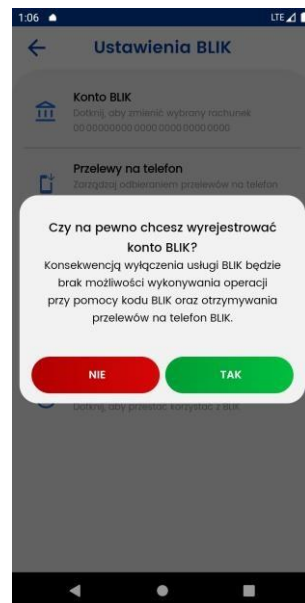 1:06 LTE
Ustawienia BLIK
Konto BLIK
Dotknij, aby zmienić wybrany rachunek
00 0000 0000 0000 0000 0000 0000
Przelewy na telefon
Zarządzaj odbieraniem przelewów na telefon
Czy na pewno chcesz wyrejestrować
konto BLIK?
Konsekwencją wyłączenia usługi BLIK będzie
brak możliwości wykonywania operacji
przy pomocy kodu BLIK oraz otrzymywania
przelewów na telefon BLIK.
NIE TAK
Dotknij, aby przestać korzystać z BLIK